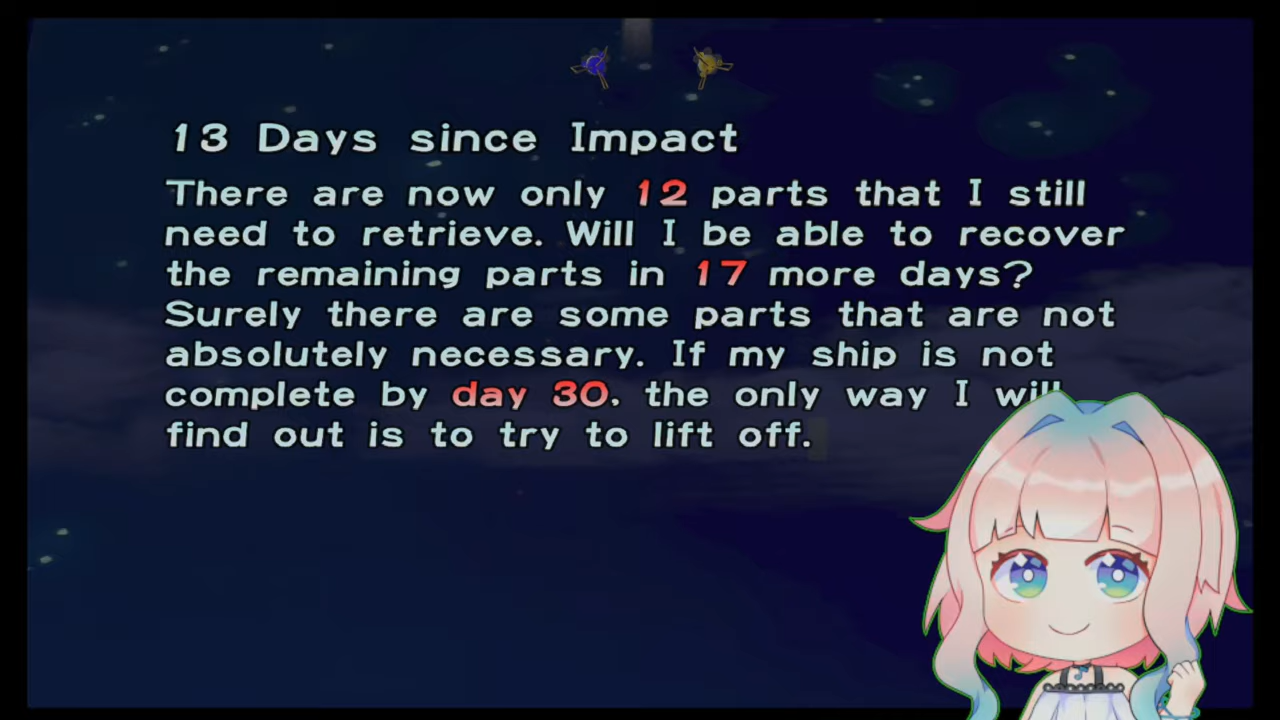 13 Days since Impact
There are now only 12 parts that I still
need to retrieve. Will I be able to recover
the remaining parts in 17 more days?
Surely there are some parts that are not
absolutely necessary. If my ship is not
complete by day 30, the only way I will
find out is to try to lift off.